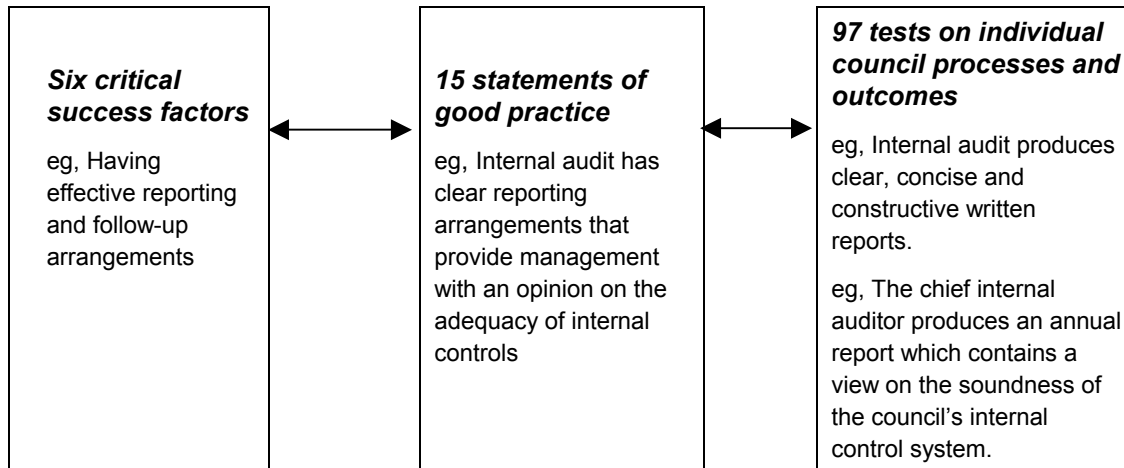 Six critical
success factors
eg, Having
effective reporting
and follow-up
arrangements
15 statements of
good practice
eg, Internal audit has
clear reporting
arrangements that
provide management
with an opinion on the
adequacy of internal
controls
97 tests on individual
council processes and
outcomes
eg, Internal audit produces
clear, concise and
constructive written
reports.
eg, The chief internal
auditor produces an annual
report which contains a
view on the soundness of
the council’s internal
control system.